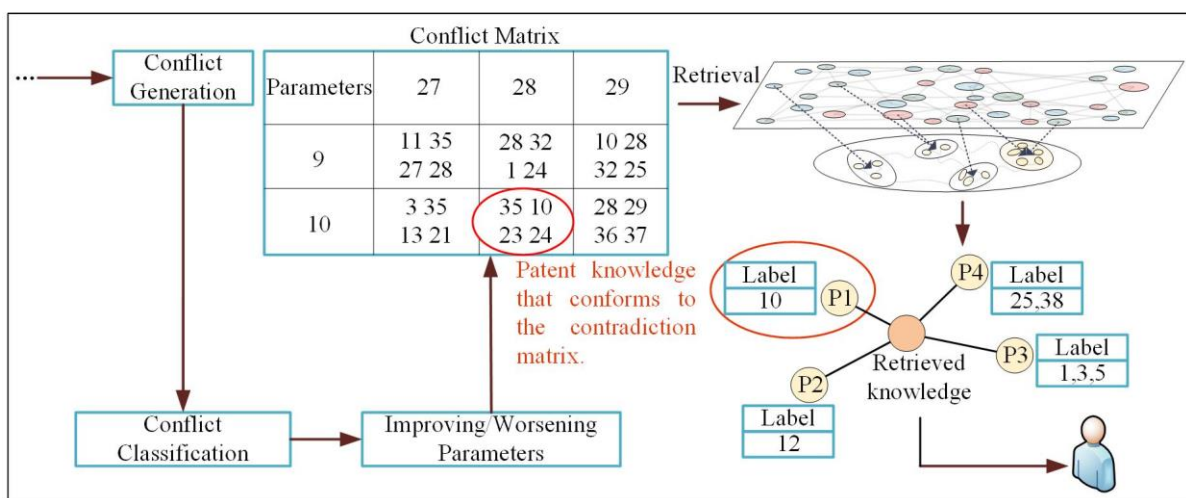 Conflict Matrix
...
Conflict
Generation
Parameters 27 28 29
9
11 35
27 28
28 32
1 24
10 28
32 25
10
3 35
13 21
35 10
23 24
28 29
36 37
Retrieval
Patent knowledge
that conforms to
the contradiction
matrix.
Label
10
P1
P4
Label
25,38
P2
Label
12
P3
Label
1,3,5
Retrieved
knowledge
Conflict
Classification
Improving/Worsening
Parameters